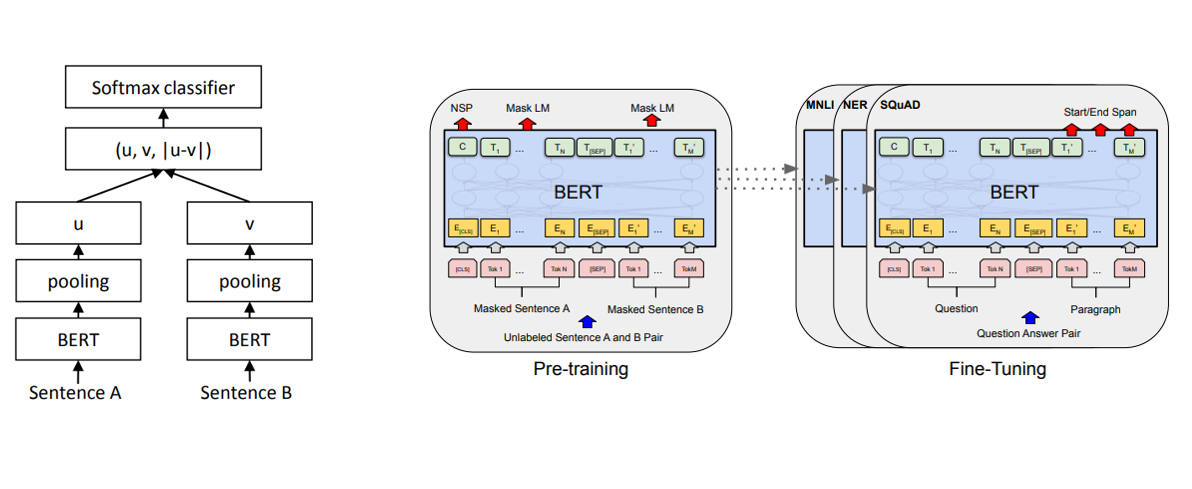 Softmax classifier
(u, v, |u-v|)
u v
pooling pooling
BERT BERT
Sentence A Sentence B
NSP Mask LM Mask LM
C T1 ... TN T[SEP] T1' ... TM'
BERT
E[CLS] E1 ... EN E[SEP] E1' ... EM'
[CLS] Tok 1 ... Tok N [SEP] Tok 1 ... TokM
Masked Sentence A Masked Sentence B
Unlabeled Sentence A and B Pair
Pre-training
MNLI NER SQuAD
Start/End Span
C T1 ... TN T[SEP] T1' ... TM'
BERT
E[CLS] E1 ... EN E[SEP] E1' ... EM'
[CLS] Tok 1 ... Tok N [SEP] Tok 1 ... TokM
Question Paragraph
Question Answer Pair
Fine-Tuning